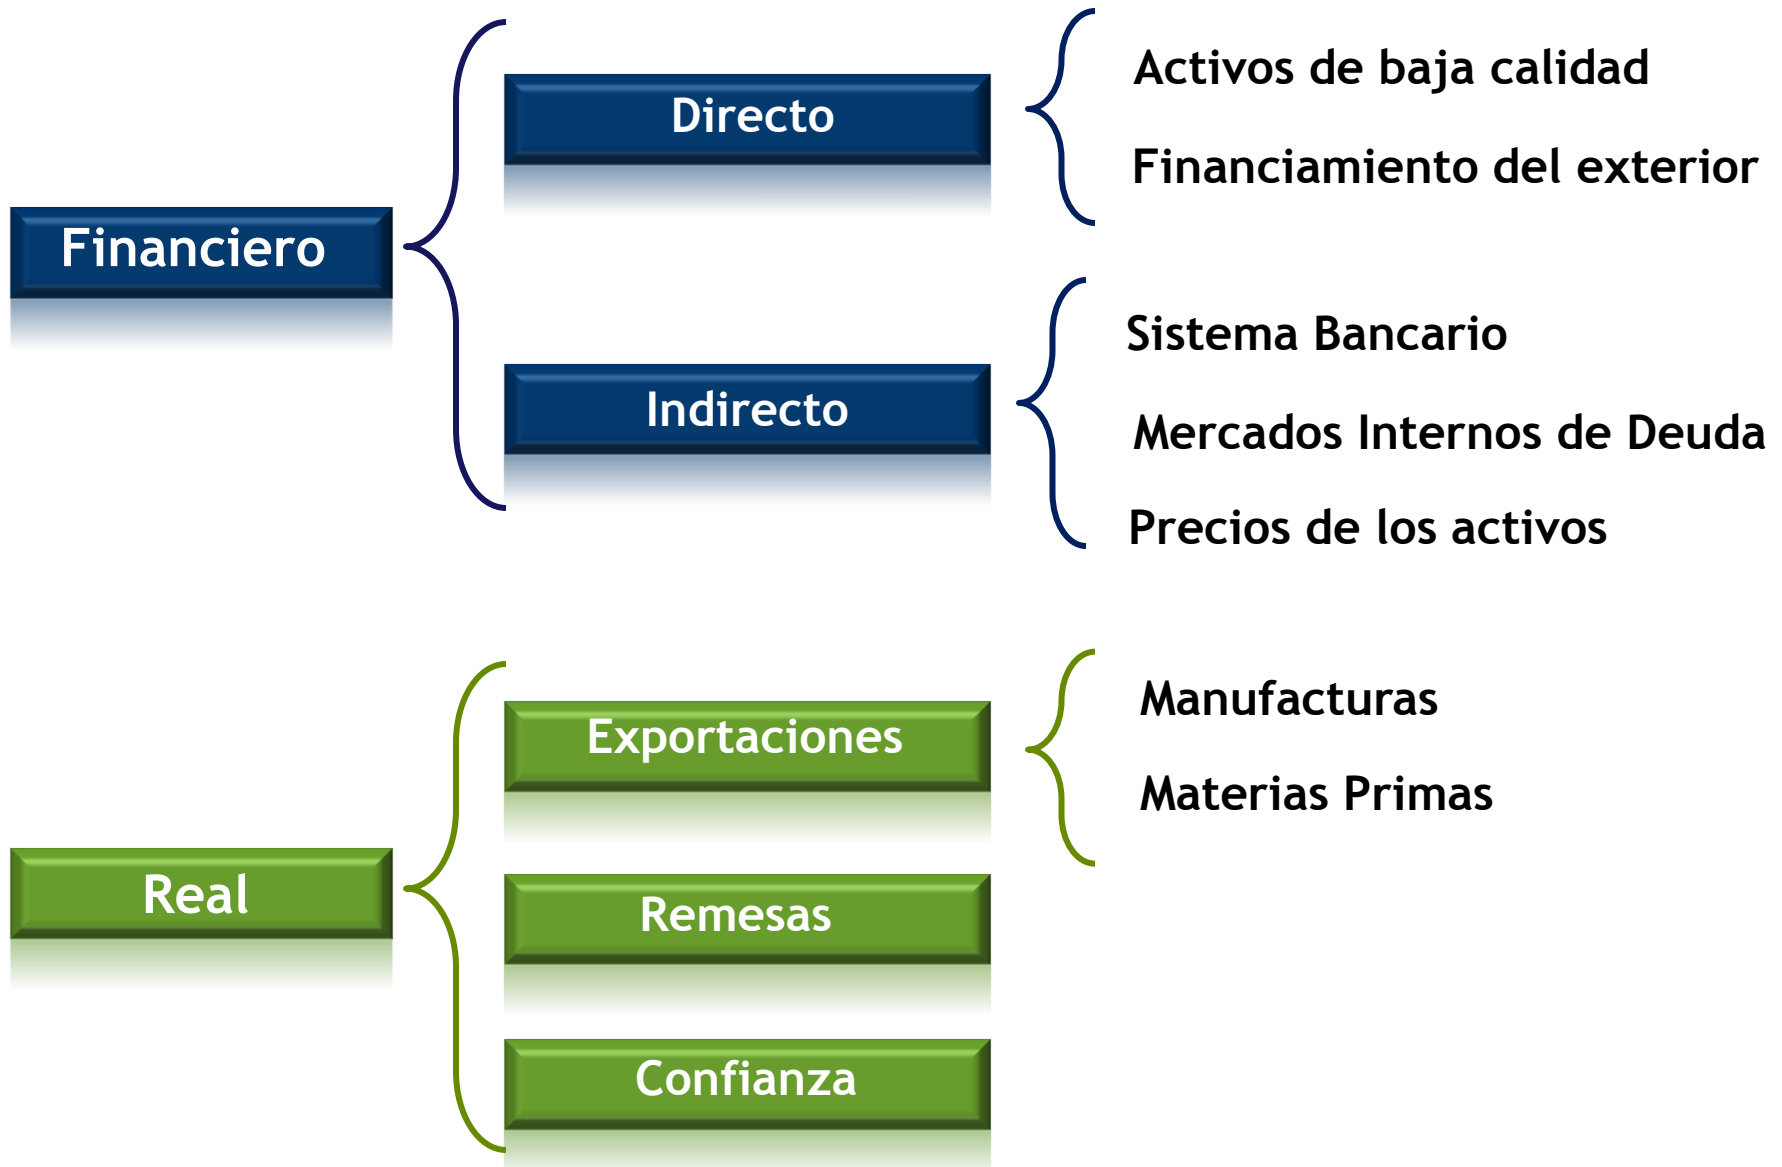 Financiero
Directo
Activos de baja calidad
Financiamiento del exterior
Indirecto
Sistema Bancario
Mercados Internos de Deuda
Precios de los activos
Real
Exportaciones
Manufacturas
Materias Primas
Remesas
Confianza